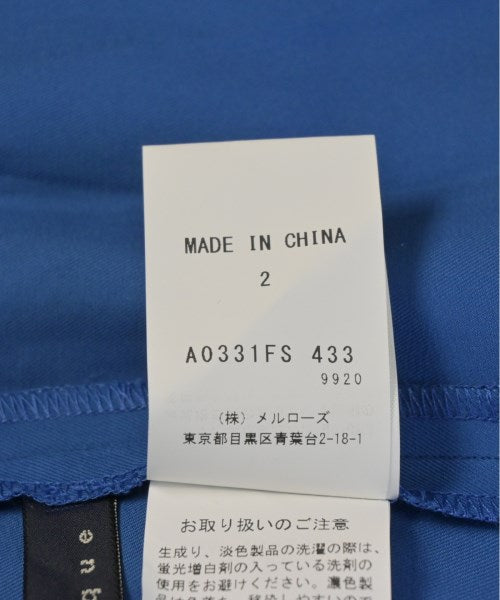 MADE IN CHINA
2
A0331FS 433
9920
(株) メルローズ
東京都目黒区青葉台2-18-1
お取り扱いのご注意
生成り、淡色製品の洗濯の際は、
蛍光増白剤の入っている洗剤の
使用をお避けください。濃色製
que